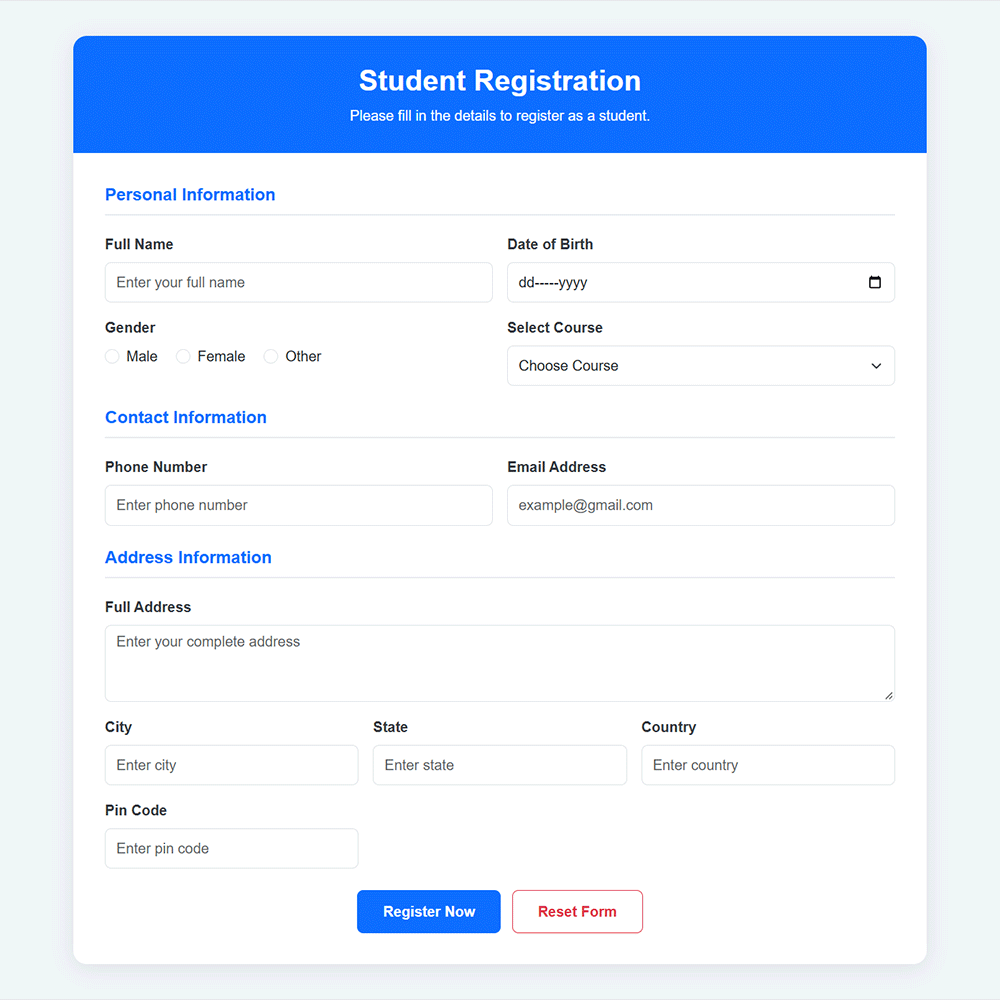 Student Registration
Please fill in the details to register as a student.
Personal Information
Full Name
Date of Birth
Enter your full name
dd-----yyyy
Gender
Select Course
Male
Female
Other
Choose Course
Contact Information
Phone Number
Email Address
Enter phone number
example@gmail.com
Address Information
Full Address
Enter your complete address
City
State
Country
Enter city
Enter state
Enter country
Pin Code
Enter pin code
Register Now
Reset Form